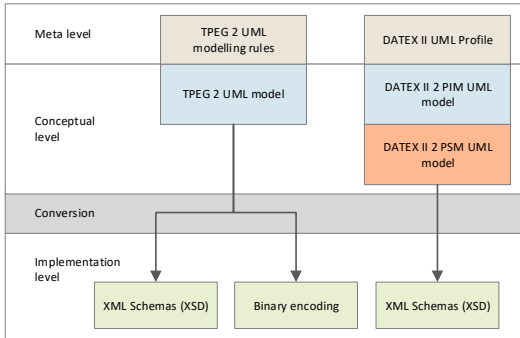 Meta level
TPEG 2 UML
modelling rules
DATEX II UML Profile
Conceptual
level
TPEG 2 UML model
DATEX II 2 PIM UML
model
DATEX II 2 PSM UML
model
Conversion
Implementation
level
XML Schemas (XSD)
Binary encoding
XML Schemas (XSD)